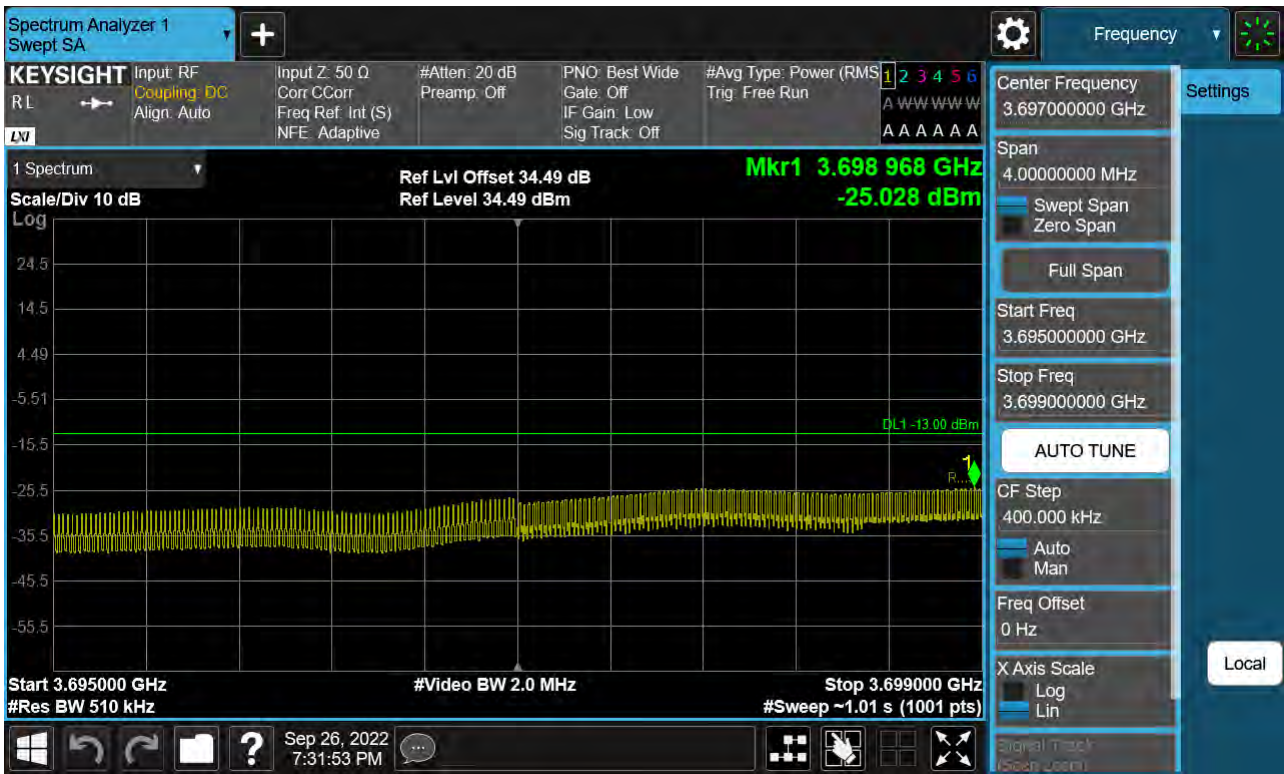 Spectrum Analyzer 1
Swept SA
+
Frequency
KEYSIGHT
RL
LXI
Input: RF
Coupling: DC
Align: Auto
Input Z: 50 Ω
Corr CCorr
Freq Ref: Int (S)
NFE: Adaptive
#Atten: 20 dB
Preamp: Off
PNO: Best Wide
Gate: Off
IF Gain: Low
Sig Track: Off
#Avg Type: Power (RMS
Trig: Free Run
1 2 3 4 5 6
A W W W W W
A A A A A A
1 Spectrum
Scale/Div 10 dB
Log
Ref Lvl Offset 34.49 dB
Ref Level 34.49 dBm
Mkr1 3.698 968 GHz
-25.028 dBm
24.5
14.5
4.49
-5.51
DL1 -13.00 dBm
-15.5
1
R...
-25.5
-35.5
-45.5
-55.5
Start 3.695000 GHz
#Video BW 2.0 MHz
Stop 3.699000 GHz
#Res BW 510 kHz
#Sweep ~1.01 s (1001 pts)
Center Frequency
3.697000000 GHz
Settings
Span
4.00000000 MHz
Swept Span
Zero Span
Full Span
Start Freq
3.695000000 GHz
Stop Freq
3.699000000 GHz
AUTO TUNE
CF Step
400.000 kHz
Auto
Man
Freq Offset
0 Hz
X Axis Scale
Log
Lin
Signal Track
(Span Zoom)
Local
?
Sep 26, 2022
7:31:53 PM